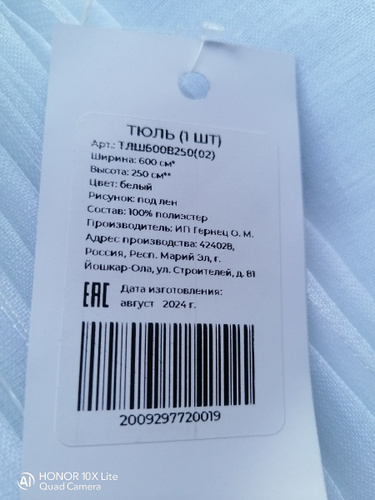 ТЮЛЬ (1 ШТ)
Арт.: ТЛШ600В250(02)
Ширина: 600 см*
Высота: 250 см**
Цвет: белый
Рисунок: под лен
Состав: 100% полиэстер
Производитель: ИП Гернец О. М.
Адрес производства: 424028,
Россия, Респ. Марий Эл, г.
Йошкар-Ола, ул. Строителей, д. 81
EAC
Дата изготовления:
август 2024 г.
2009297720019
HONOR 10X Lite
AI Quad Camera